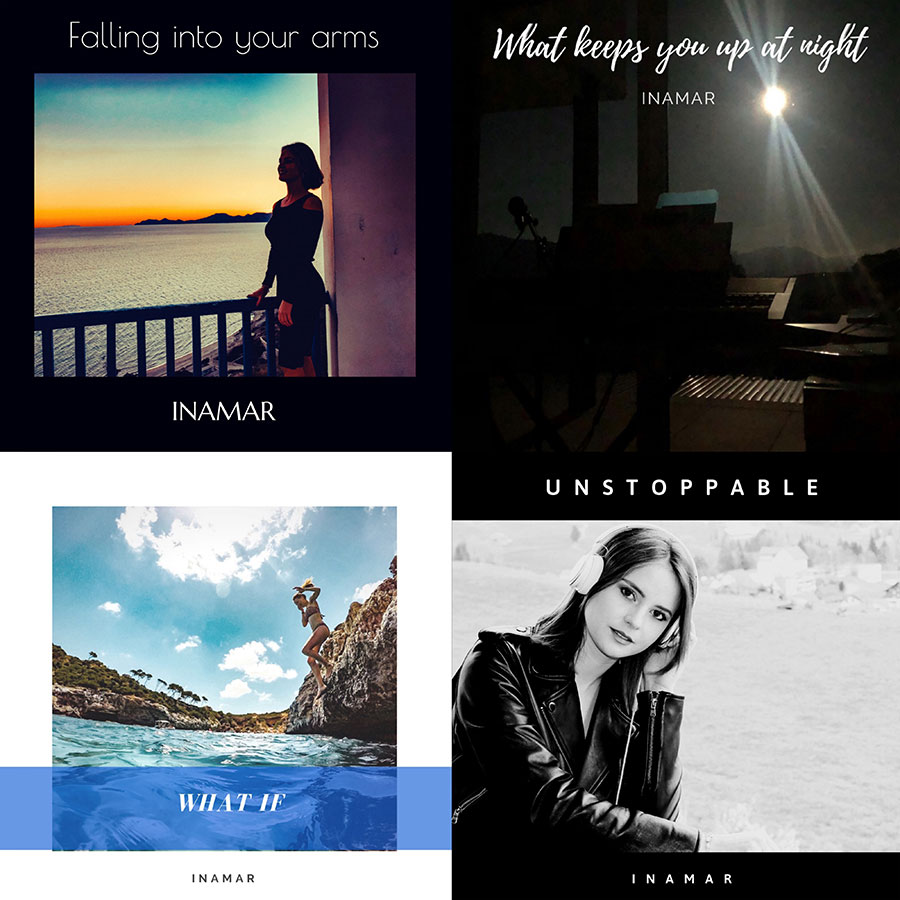 Falling into your arms
INAMAR
What keeps you up at night
INAMAR
WHAT IF
INAMAR
UNSTOPPABLE
INAMAR